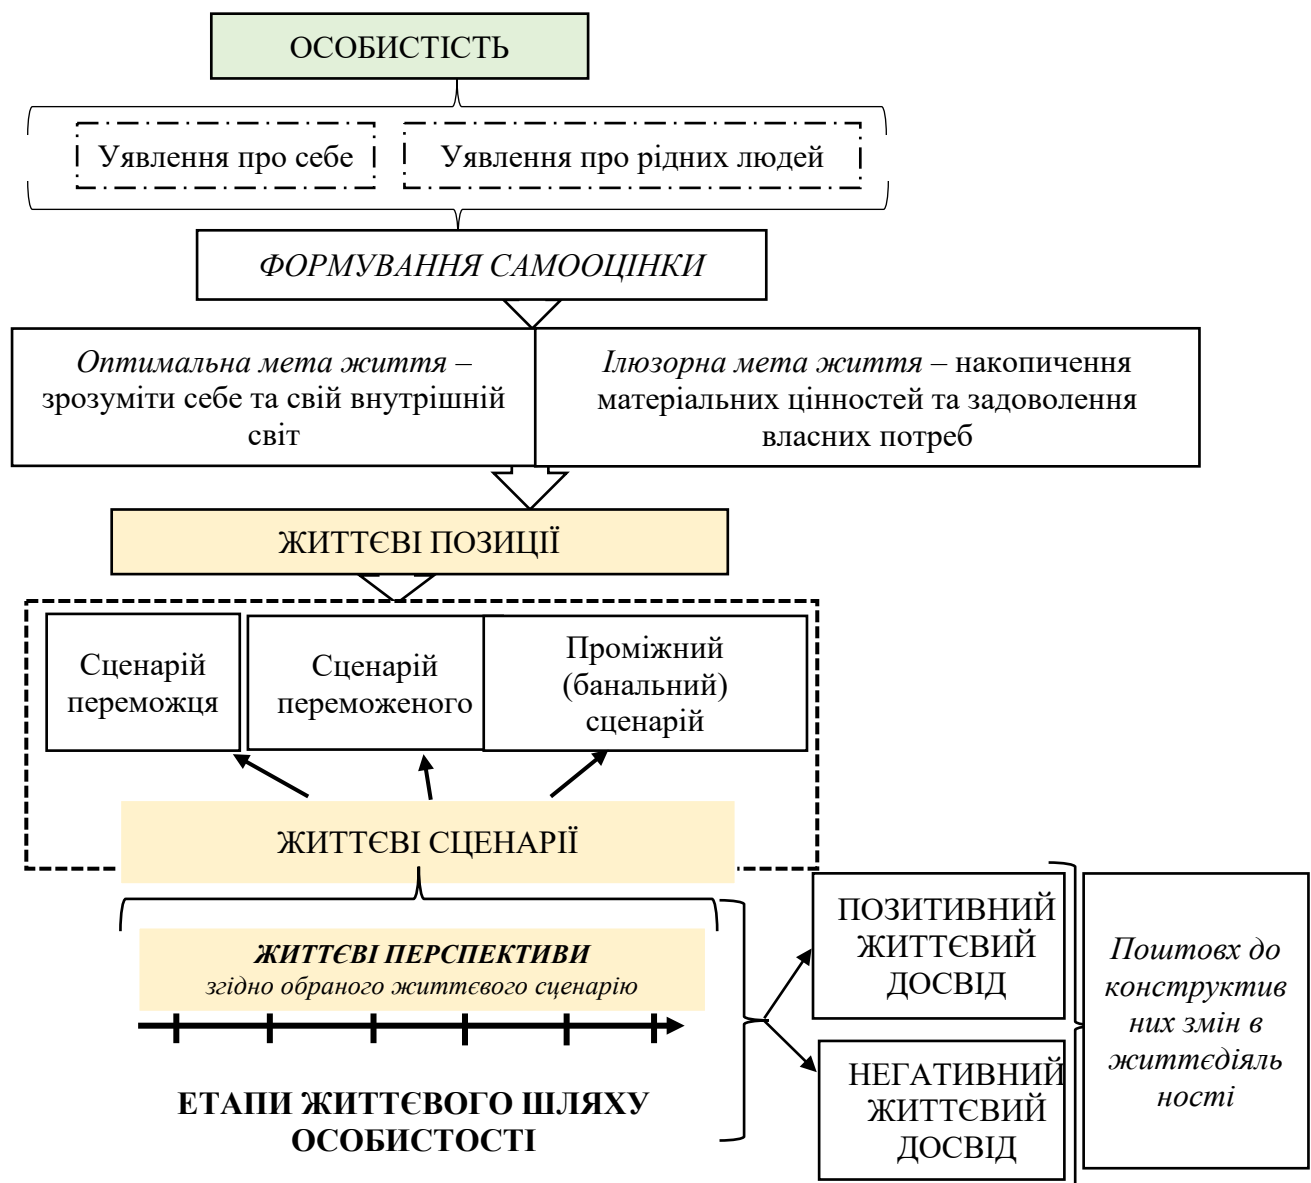 ОСОБИСТІСТЬ
Уявлення про себе
Уявлення про рідних людей
ФОРМУВАННЯ САМООЦІНКИ
Оптимальна мета життя –
зрозуміти себе та свій внутрішній
світ
Ілюзорна мета життя – накопичення
матеріальних цінностей та задоволення
власних потреб
ЖИТТЄВІ ПОЗИЦІЇ
Сценарій
переможця
Сценарій
переможеного
Проміжний
(банальний)
сценарій
ЖИТТЄВІ СЦЕНАРІЇ
ЖИТТЄВІ ПЕРСПЕКТИВИ
згідно обраного життєвого сценарію
ЕТАПИ ЖИТТЄВОГО ШЛЯХУ
ОСОБИСТОСТІ
ПОЗИТИВНИЙ
ЖИТТЄВИЙ
ДОСВІД
НЕГАТИВНИЙ
ЖИТТЄВИЙ
ДОСВІД
Поштовх до
конструктив
них змін в
життєдіяль
ності